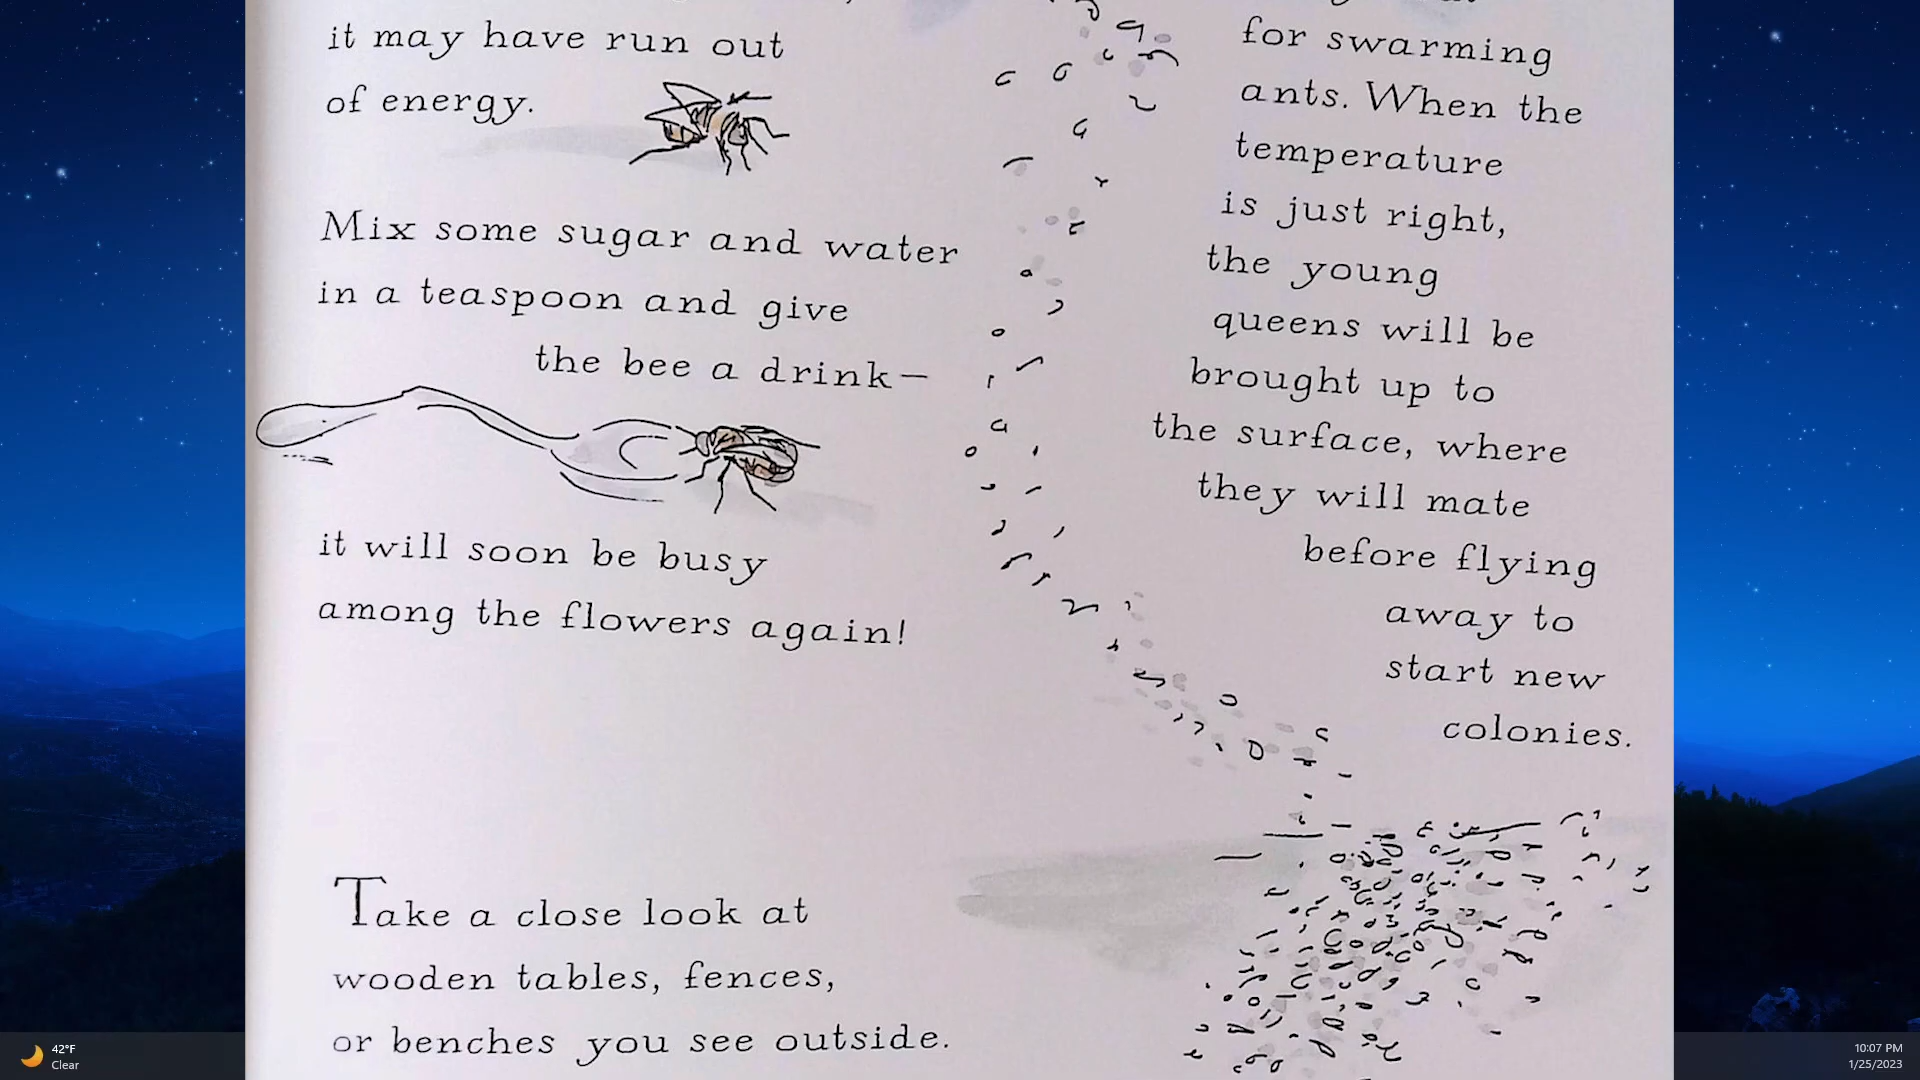 it may have run out
of energy.
Mix some sugar and water
in a teaspoon and give
the bee a drink—
it will soon be busy
among the flowers again!
Take a close look at
wooden tables, fences,
or benches you see outside.
for swarming
ants. When the
temperature
is just right,
the young
queens will be
brought up to
the surface, where
they will mate
before flying
away to
start new
colonies.
42°F
Clear
10:07 PM
1/25/2023